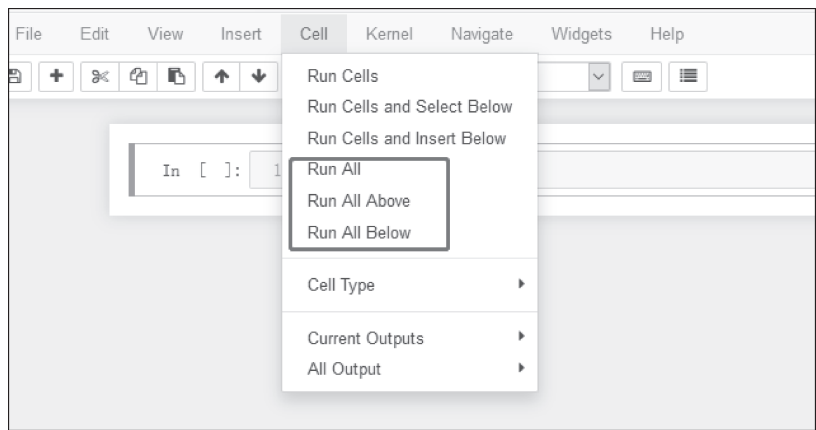 File Edit View Insert Cell Kernel Navigate Widgets Help
Run Cells
Run Cells and Select Below
Run Cells and Insert Below
In [ ]: 1
Run All
Run All Above
Run All Below
Cell Type
Current Outputs
All Output